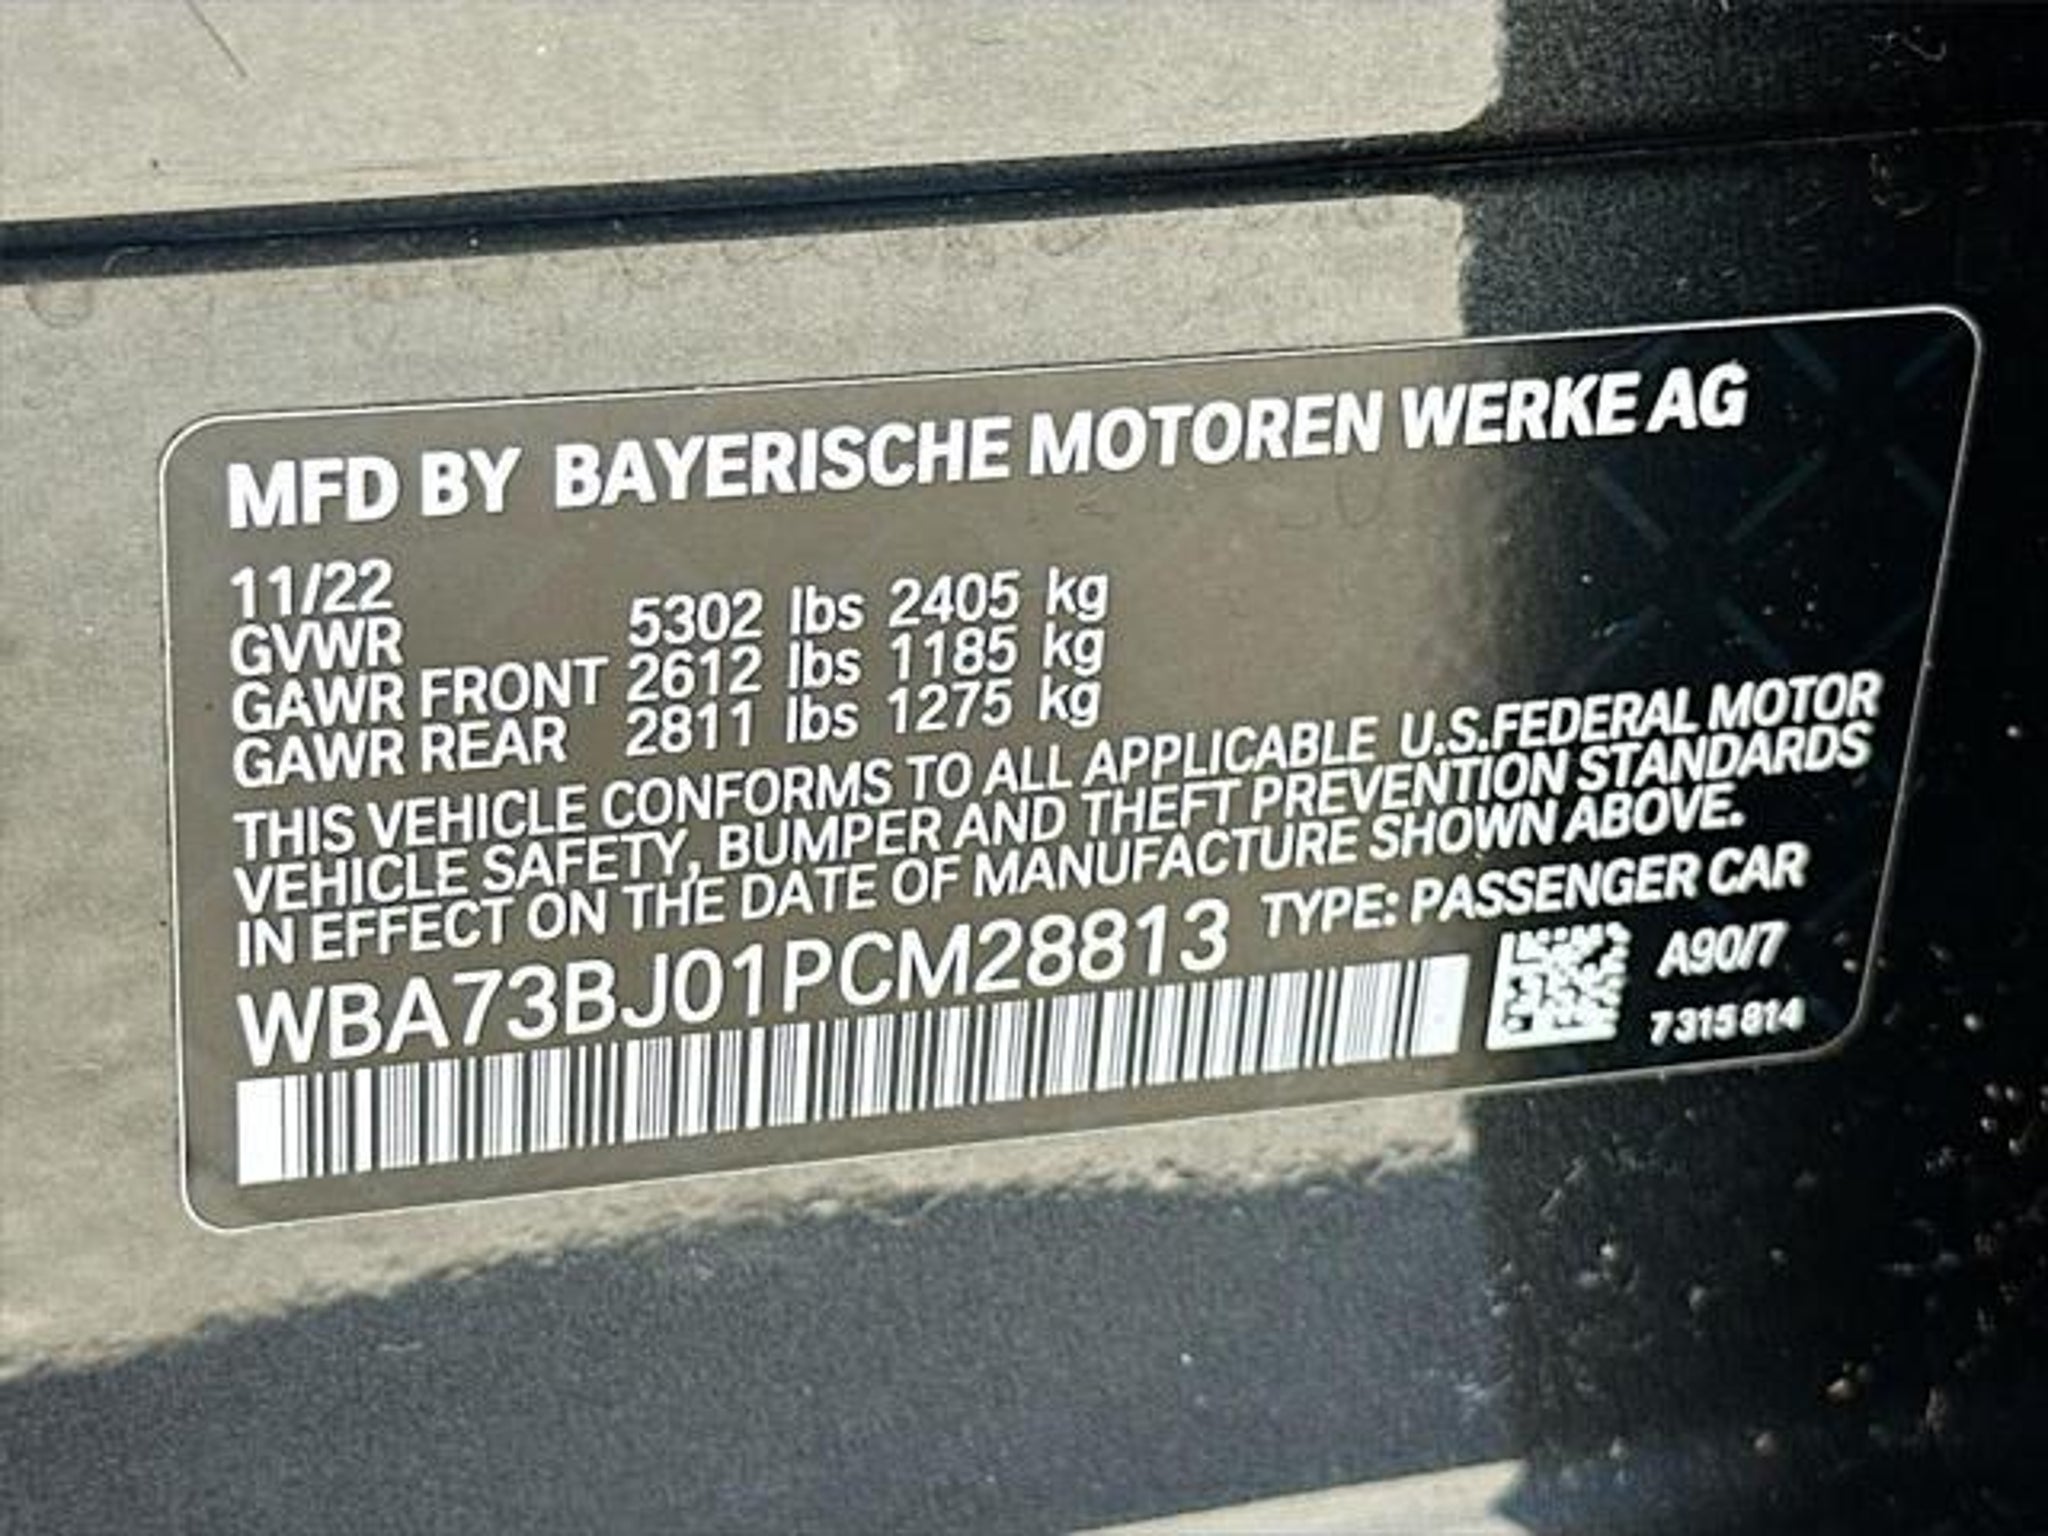 MFD BY BAYERISCHE MOTOREN WERKE AG
11/22
GVWR 5302 lbs 2405 kg
GAWR FRONT 2612 lbs 1185 kg
GAWR REAR 2811 lbs 1275 kg
THIS VEHICLE CONFORMS TO ALL APPLICABLE U.S.FEDERAL MOTOR
VEHICLE SAFETY, BUMPER AND THEFT PREVENTION STANDARDS
IN EFFECT ON THE DATE OF MANUFACTURE SHOWN ABOVE.
WBA73BJ01PCM28813 TYPE: PASSENGER CAR
A90/7
7315814